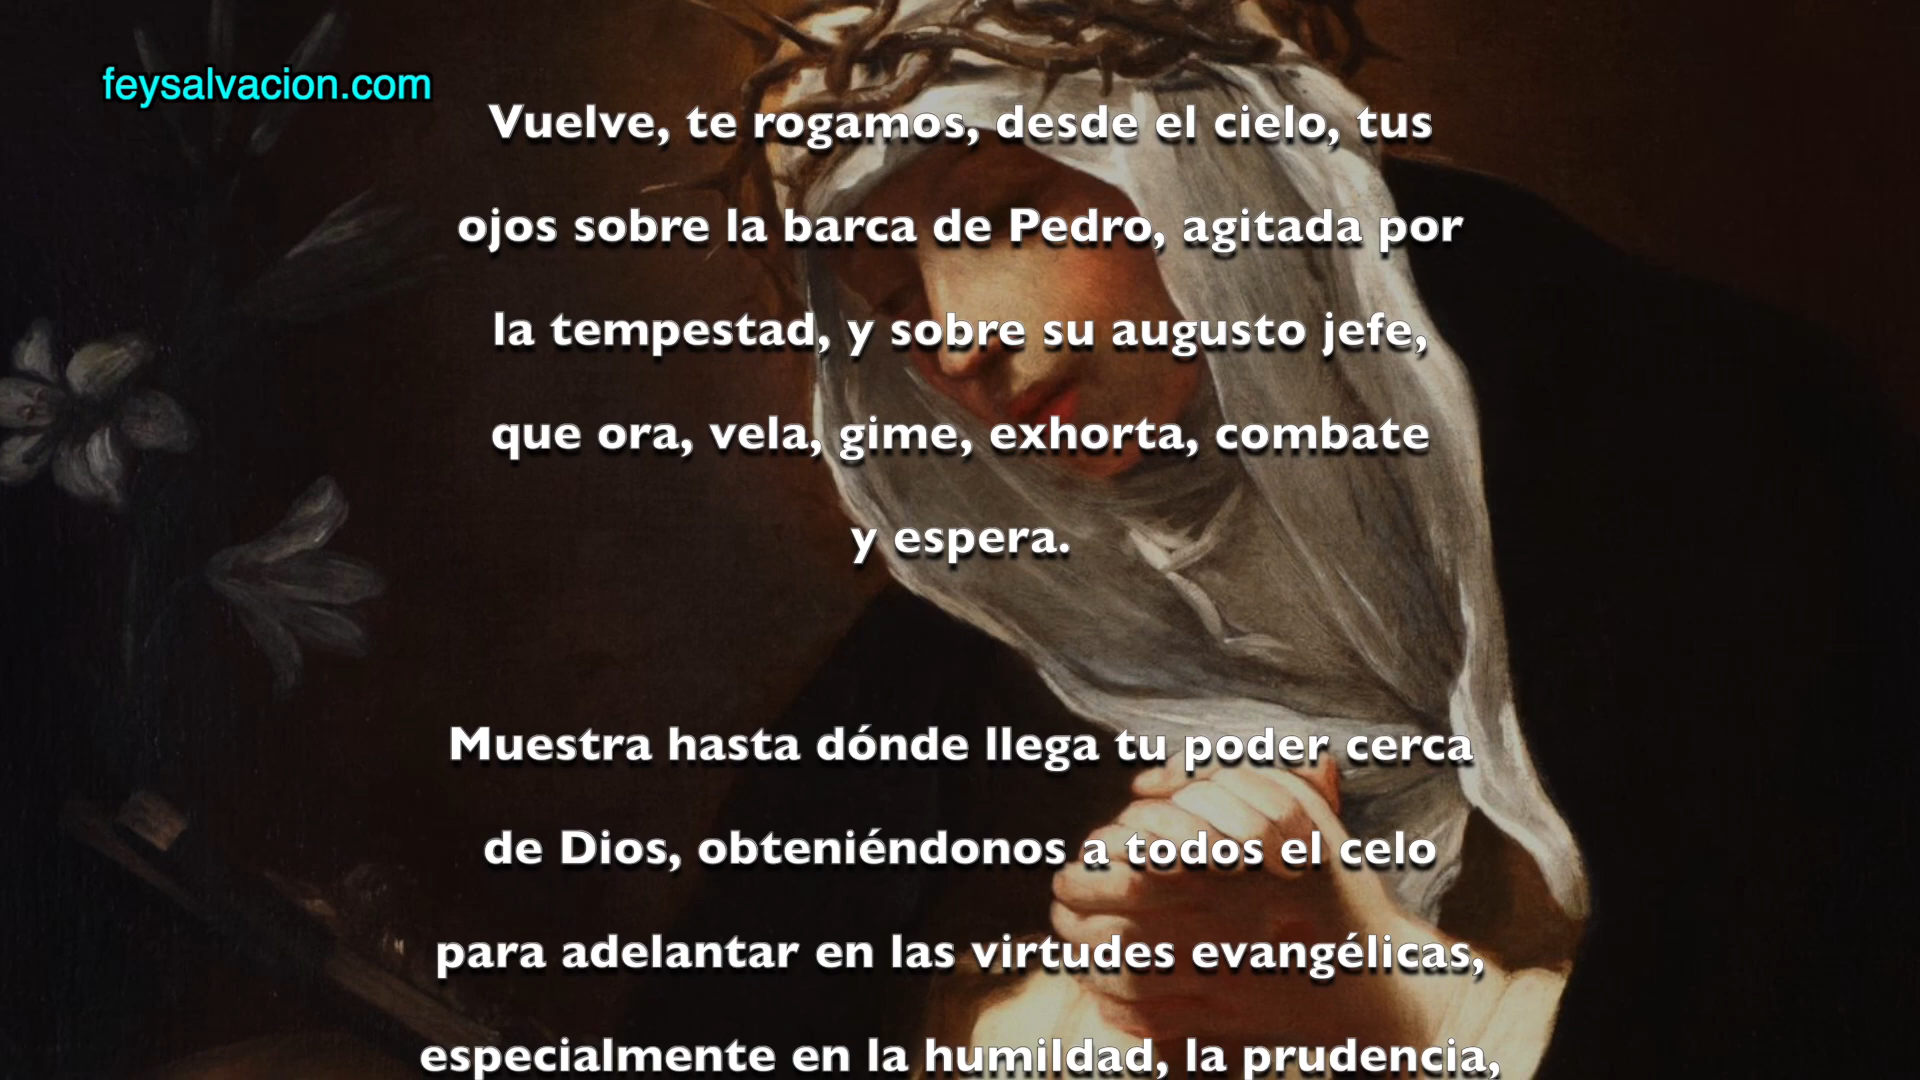 feysalvacion.com
Vuelve, te rogamos, desde el cielo, tus
ojos sobre la barca de Pedro, agitada por
la tempestad, y sobre su augusto jefe,
que ora, vela, gime, exhorta, combate
y espera.
Muestra hasta dónde llega tu poder cerca
de Dios, obteniéndonos a todos el celo
para adelantar en las virtudes evangélicas,
especialmente en la humildad, la prudencia,